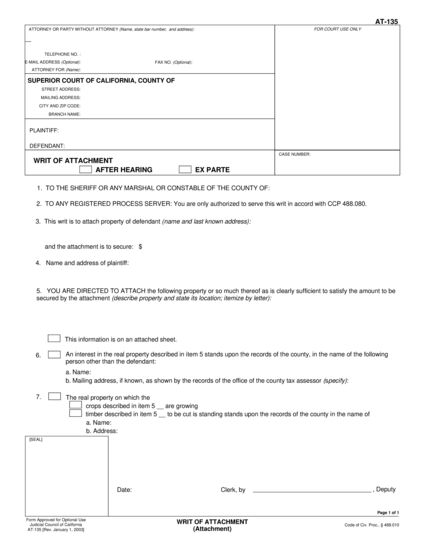 AT-135
ATTORNEY OR PARTY WITHOUT ATTORNEY (Name, state bar number, and address):
FOR COURT USE ONLY
TELEPHONE NO. -
E-MAIL ADDRESS (Optional):
FAX NO. (Optional):
ATTORNEY FOR (Name):
SUPERIOR COURT OF CALIFORNIA, COUNTY OF
STREET ADDRESS:
MAILING ADDRESS:
CITY AND ZIP CODE:
BRANCH NAME:
PLAINTIFF:
DEFENDANT:
WRIT OF ATTACHMENT
AFTER HEARING EX PARTE
CASE NUMBER:
1. TO THE SHERIFF OR ANY MARSHAL OR CONSTABLE OF THE COUNTY OF:
2. TO ANY REGISTERED PROCESS SERVER: You are only authorized to serve this writ in accord with CCP 488.080.
3. This writ is to attach property of defendant (name and last known address):
and the attachment is to secure: $
4. Name and address of plaintiff:
5. YOU ARE DIRECTED TO ATTACH the following property or so much thereof as is clearly sufficient to satisfy the amount to be
secured by the attachment (describe property and state its location; itemize by letter):
This information is on an attached sheet.
6. An interest in the real property described in item 5 stands upon the records of the county, in the name of the following
person other than the defendant:
a. Name:
b. Mailing address, if known, as shown by the records of the office of the county tax assessor (specify):
7. The real property on which the
crops described in item 5 __ are growing
timber described in item 5 __ to be cut is standing stands upon the records of the county in the name of
a. Name:
b. Address:
(SEAL)
Date:
Clerk, by ____________________, Deputy
Page 1 of 1
Form Approved for Optional Use
Judicial Council of California
AT-135 [Rev. January 1, 2003]
WRIT OF ATTACHMENT
(Attachment)
Code of Civ. Proc., § 488.010